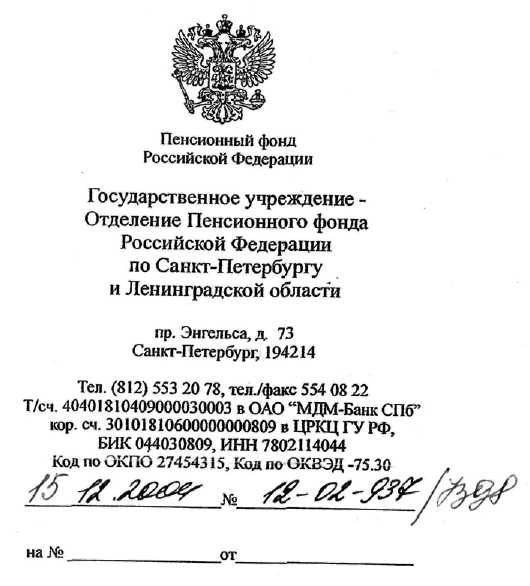 Пенсионный фонд
Российской Федерации
Государственное учреждение -
Отделение Пенсионного фонда
Российской Федерации
по Санкт-Петербургу
и Ленинградской области
пр. Энгельса, д. 73
Санкт-Петербург, 194214
Тел. (812) 553 20 78, тел./факс 554 08 22
Т/сч. 40401810409000030003 в ОАО “МДМ-Банк СПб”
кор. сч. 30101810600000000809 в ЦРКЦ ГУ РФ,
БИК 044030809, ИНН 7802114044
Код по ОКПО 27454315, Код по ОКВЭД -75.30
15 12.2004 № 12-02-937/
на № от